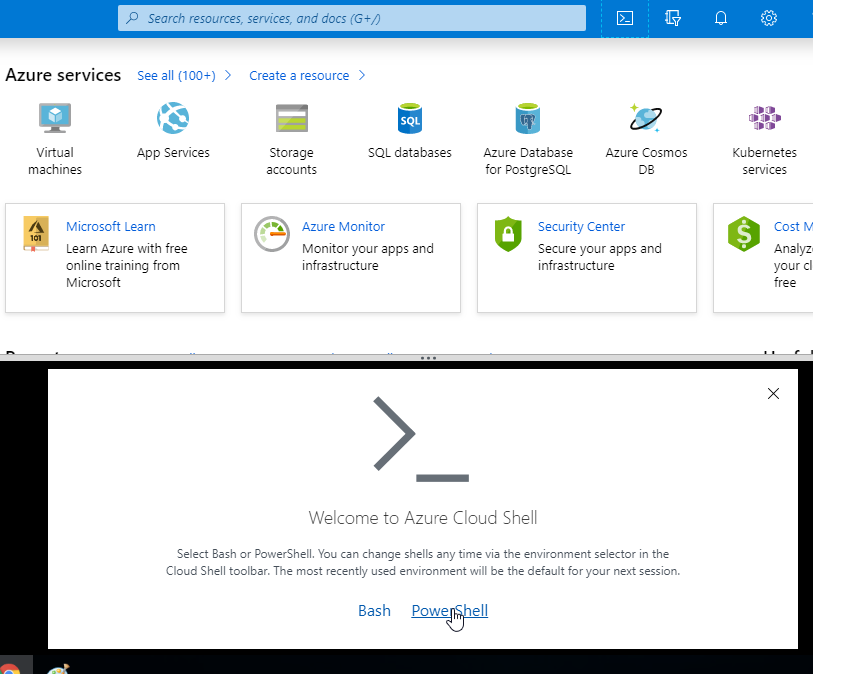 Search resources, services, and docs (G+/)
Azure services See all (100+) Create a resource
Virtual machines
App Services
Storage accounts
SQL
SQL databases
Azure Database for PostgreSQL
Azure Cosmos DB
Kubernetes services
101
Microsoft Learn
Learn Azure with free
online training from
Microsoft
Azure Monitor
Monitor your apps and
infrastructure
Security Center
Secure your apps and
infrastructure
$
Cost M
Analyz
your cl
free
Welcome to Azure Cloud Shell
Select Bash or PowerShell. You can change shells any time via the environment selector in the
Cloud Shell toolbar. The most recently used environment will be the default for your next session.
Bash PowerShell